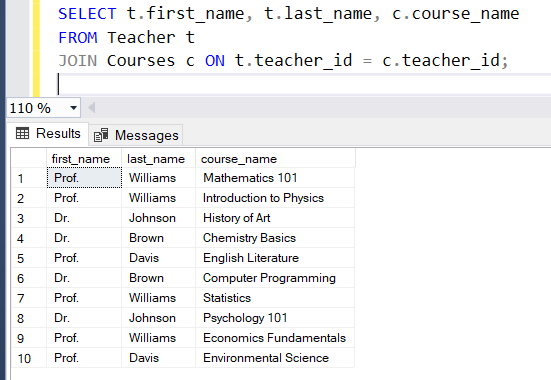 SELECT t.first_name, t.last_name, c.course_name
FROM Teacher t
JOIN Courses c ON t.teacher_id = c.teacher_id;
110 %
Results Messages
first_name last_name course_name
1 Prof. Williams Mathematics 101
2 Prof. Williams Introduction to Physics
3 Dr. Johnson History of Art
4 Dr. Brown Chemistry Basics
5 Prof. Davis English Literature
6 Dr. Brown Computer Programming
7 Prof. Williams Statistics
8 Dr. Johnson Psychology 101
9 Prof. Williams Economics Fundamentals
10 Prof. Davis Environmental Science